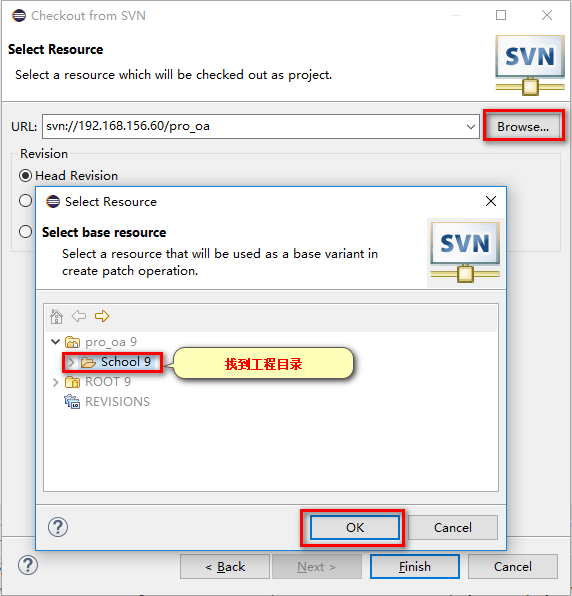 Checkout from SVN
Select Resource
Select a resource which will be checked out as project.
SVN
URL: svn://192.168.156.60/pro_oa Browse...
Revision
Head Revision
Select Resource
Select base resource
Select a resource that will be used as a base variant in
create patch operation.
SVN
pro_oa 9
School 9
找到工程目录
ROOT 9
REVISIONS
OK Cancel
< Back Next > Finish Cancel